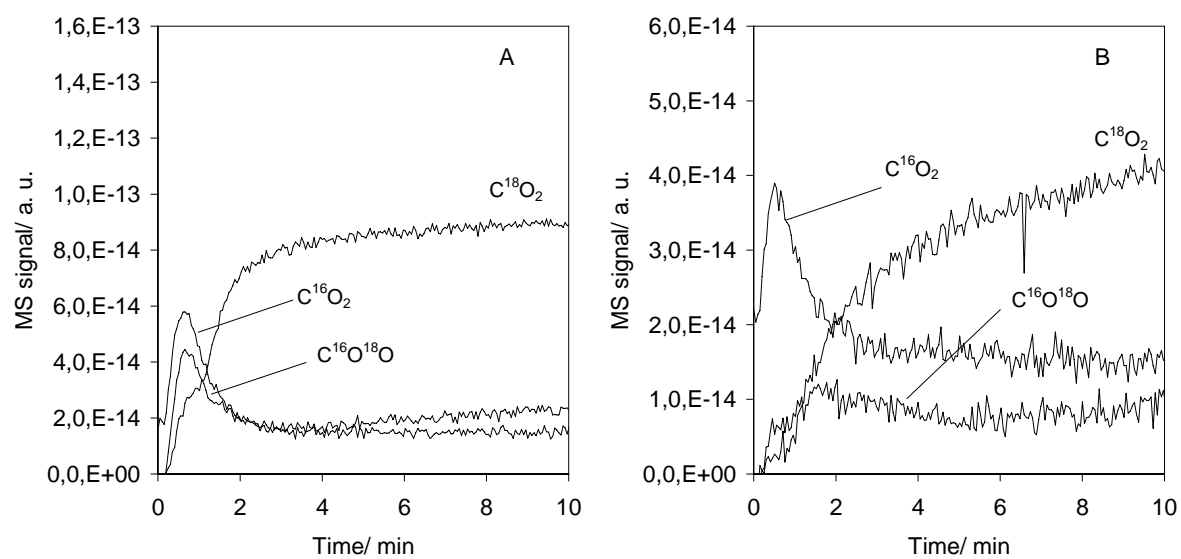 1,6,E-13
1,4,E-13
1,2,E-13
1,0,E-13
8,0,E-14
6,0,E-14
4,0,E-14
2,0,E-14
0,0,E+00
MS signal/ a. u.
A
C¹⁸O₂
C¹⁶O₂
C¹⁶O¹⁸O
0 2 4 6 8 10
Time/ min
6,0,E-14
5,0,E-14
4,0,E-14
3,0,E-14
2,0,E-14
1,0,E-14
0,0,E+00
MS signal/ a. u.
B
C¹⁸O₂
C¹⁶O₂
C¹⁶O¹⁸O
0 2 4 6 8 10
Time/ min